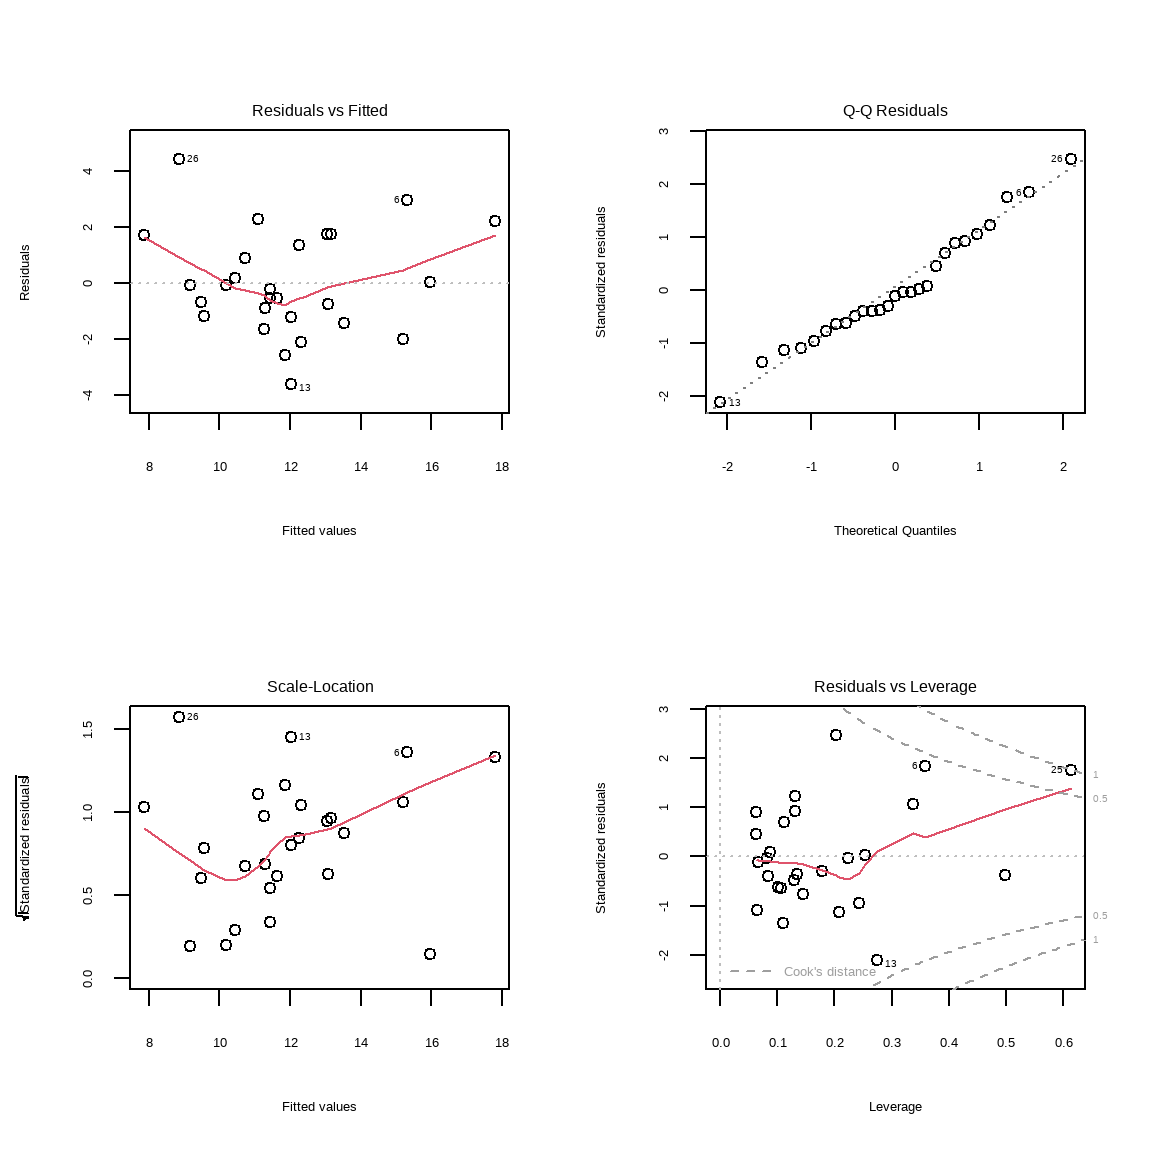 Residuals vs Fitted
Residuals
4
2
0
-2
-4
26
6
13
8 10 12 14 16 18
Fitted values
Q-Q Residuals
Standardized residuals
3
2
1
0
-1
-2
26
6
13
-2 -1 0 1 2
Theoretical Quantiles
Scale-Location
√Standardized residuals
1.5
1.0
0.5
0.0
26
13
6
8 10 12 14 16 18
Fitted values
Residuals vs Leverage
Standardized residuals
3
2
1
0
-1
-2
6
25
1
0.5
0.5
1
13
Cook's distance
0.0 0.1 0.2 0.3 0.4 0.5 0.6
Leverage